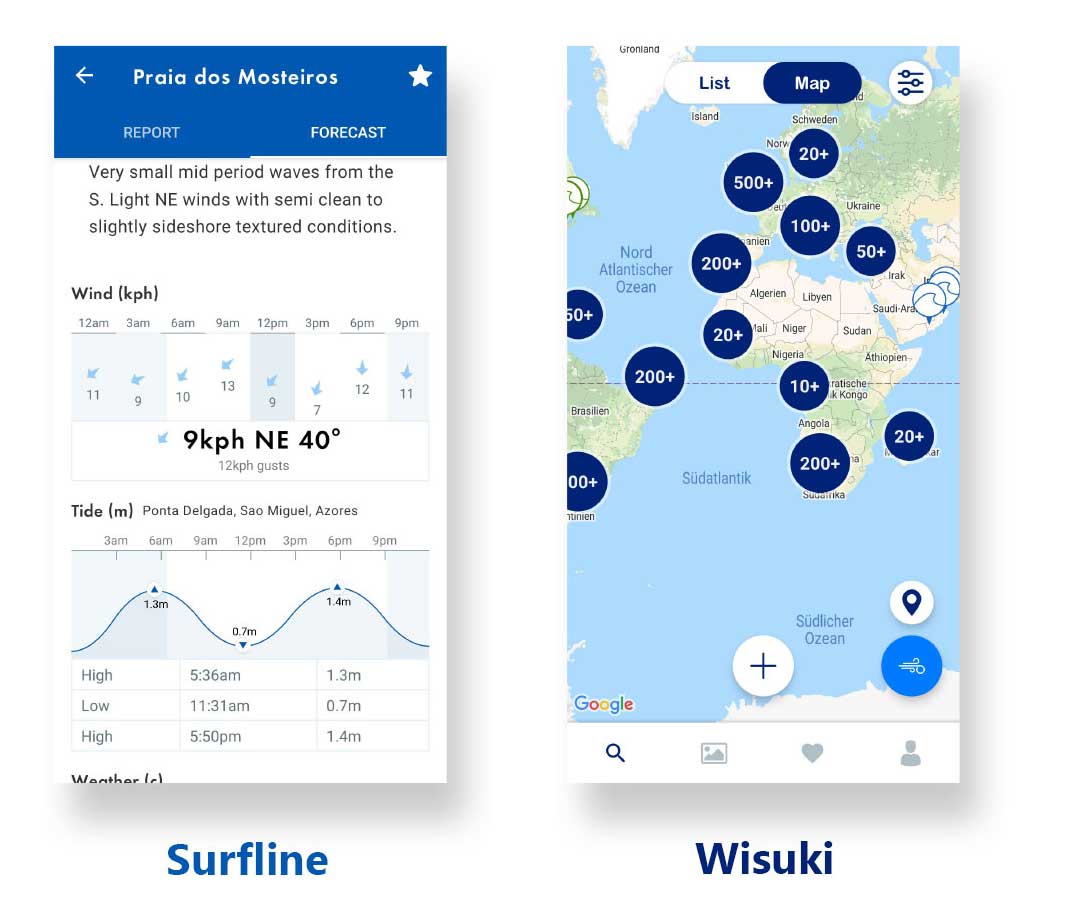 Praia dos Mosteiros
REPORT FORECAST
Very small mid period waves from the
S. Light NE winds with semi clean to
slightly sideshore textured conditions.
Wind (kph)
12am 3am 6am 9am 12pm 3pm 6pm 9pm
11 9 10 13 9 7 12 11
9kph NE 40°
12kph gusts
Tide (m) Ponta Delgada, Sao Miguel, Azores
3am 6am 9am 12pm 3pm 6pm 9pm
1.3m 0.7m 1.4m
High 5:36am 1.3m
Low 11:31am 0.7m
High 5:50pm 1.4m
Weather (c)
Surfline
Grönland
List Map
Island
Schweden
Norw
20+
500+
Ukraine
100+
Nord
Atlantischer
Ozean
200+
anien
50+
Irak
Algerien Libyen
Saudi-Ara
50+
20+
Mali Niger Sudan
Nigeria
Äthiopien
200+
10+
ratische
ik Kongo
Brasilien
Angola
20+
200+
00+
Südatlantik
Südafrika
ntinien
Südlicher
Ozean
Google
Wisuki